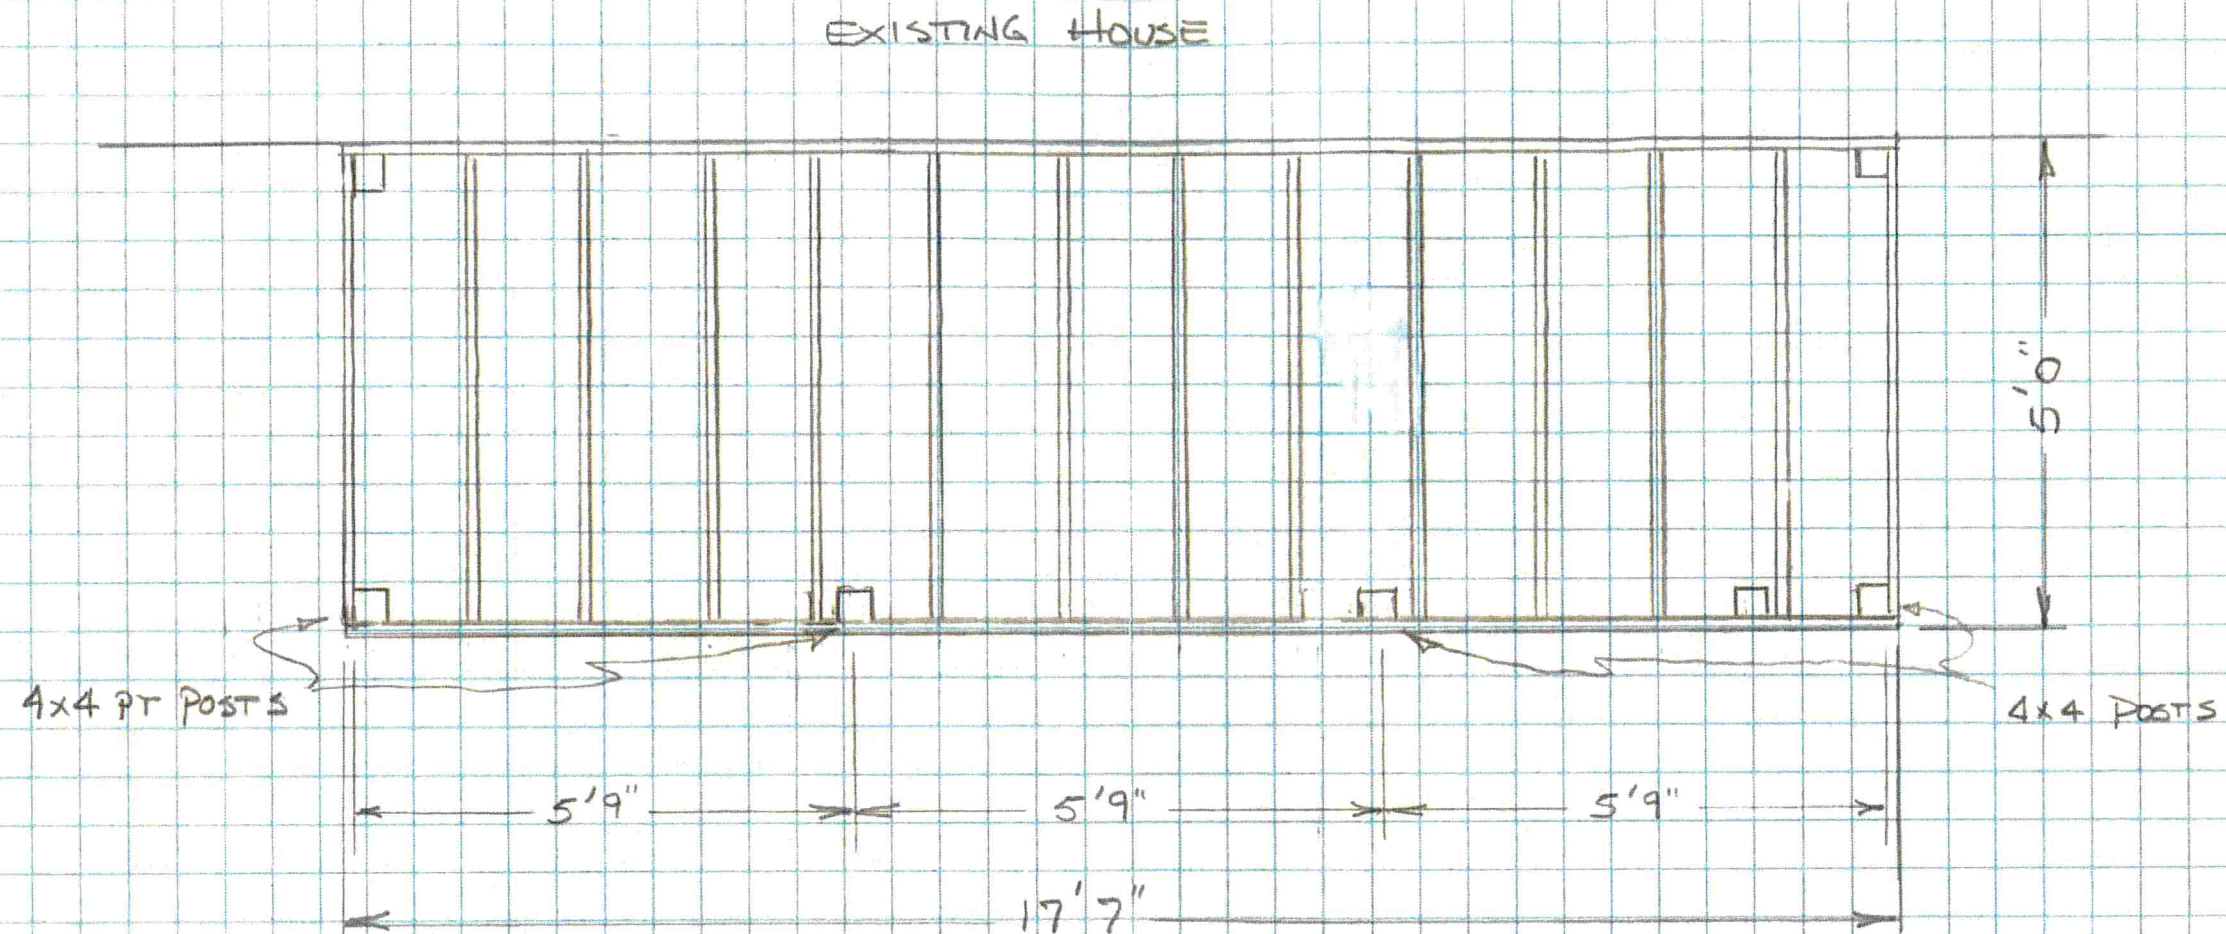 EXISTING HOUSE
5'0"
4x4 PT POSTS
4x4 POSTS
5'9"
5'9"
5'9"
17'7"